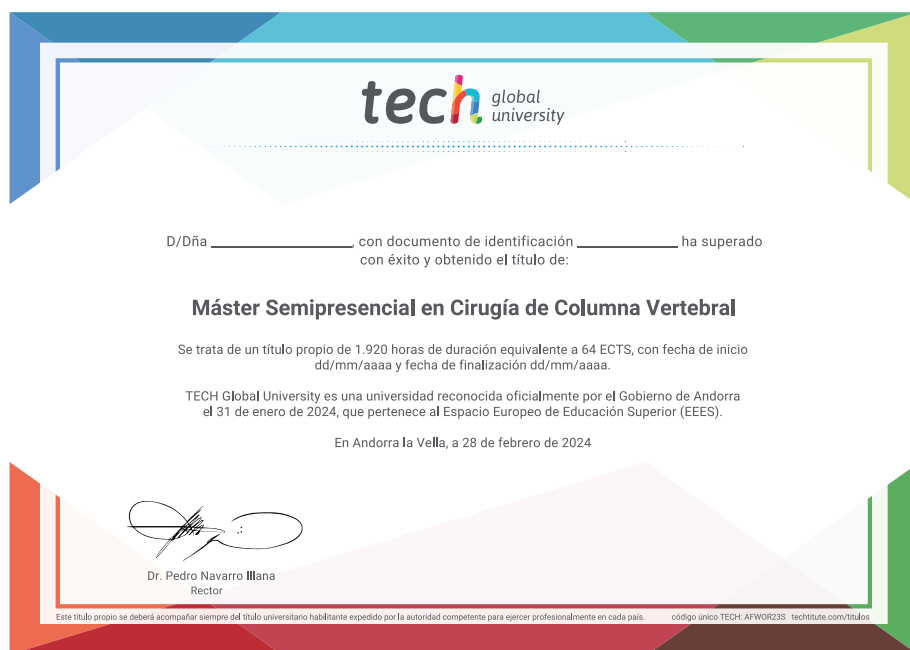 tech global university
D/Dña ______________, con documento de identificación __________ ha superado
con éxito y obtenido el título de:
Máster Semipresencial en Cirugía de Columna Vertebral
Se trata de un título propio de 1.920 horas de duración equivalente a 64 ECTS, con fecha de inicio
dd/mm/aaaa y fecha de finalización dd/mm/aaaa.
TECH Global University es una universidad reconocida oficialmente por el Gobierno de Andorra
el 31 de enero de 2024, que pertenece al Espacio Europeo de Educación Superior (EEES).
En Andorra la Vella, a 28 de febrero de 2024
Dr. Pedro Navarro Illana
Rector
Este título propio se deberá acompañar siempre del título universitario habilitante expedido por la autoridad competente para ejercer profesionalmente en cada país. código único TECH: AFWOR23S techtitute.com/titulos